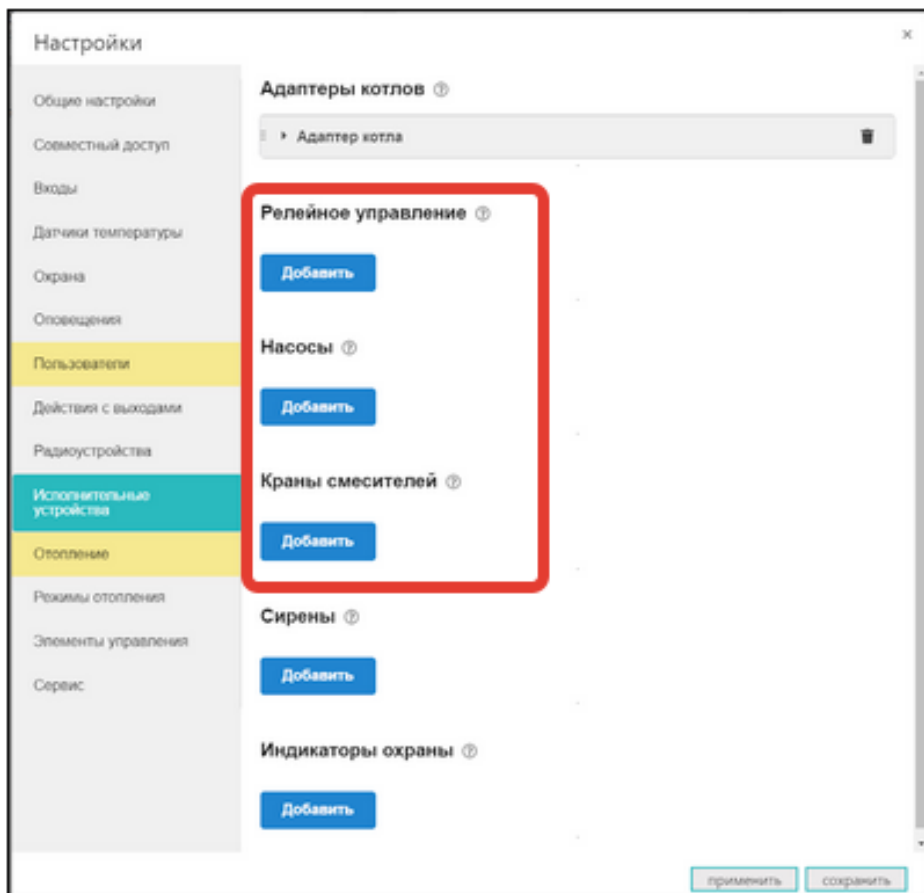 Настройки
Общие настройки
Совместный доступ
Входы
Датчики температуры
Охрана
Оповещения
Пользователи
Действия с выходами
Радиоустройства
Исполнительные
устройства
Отопление
Режимы отопления
Элементы управления
Сервис
Адаптеры котлов
Адаптер котла
Релейное управление
Добавить
Насосы
Добавить
Краны смесителей
Добавить
Сирены
Добавить
Индикаторы охраны
Добавить
применить
сохранить